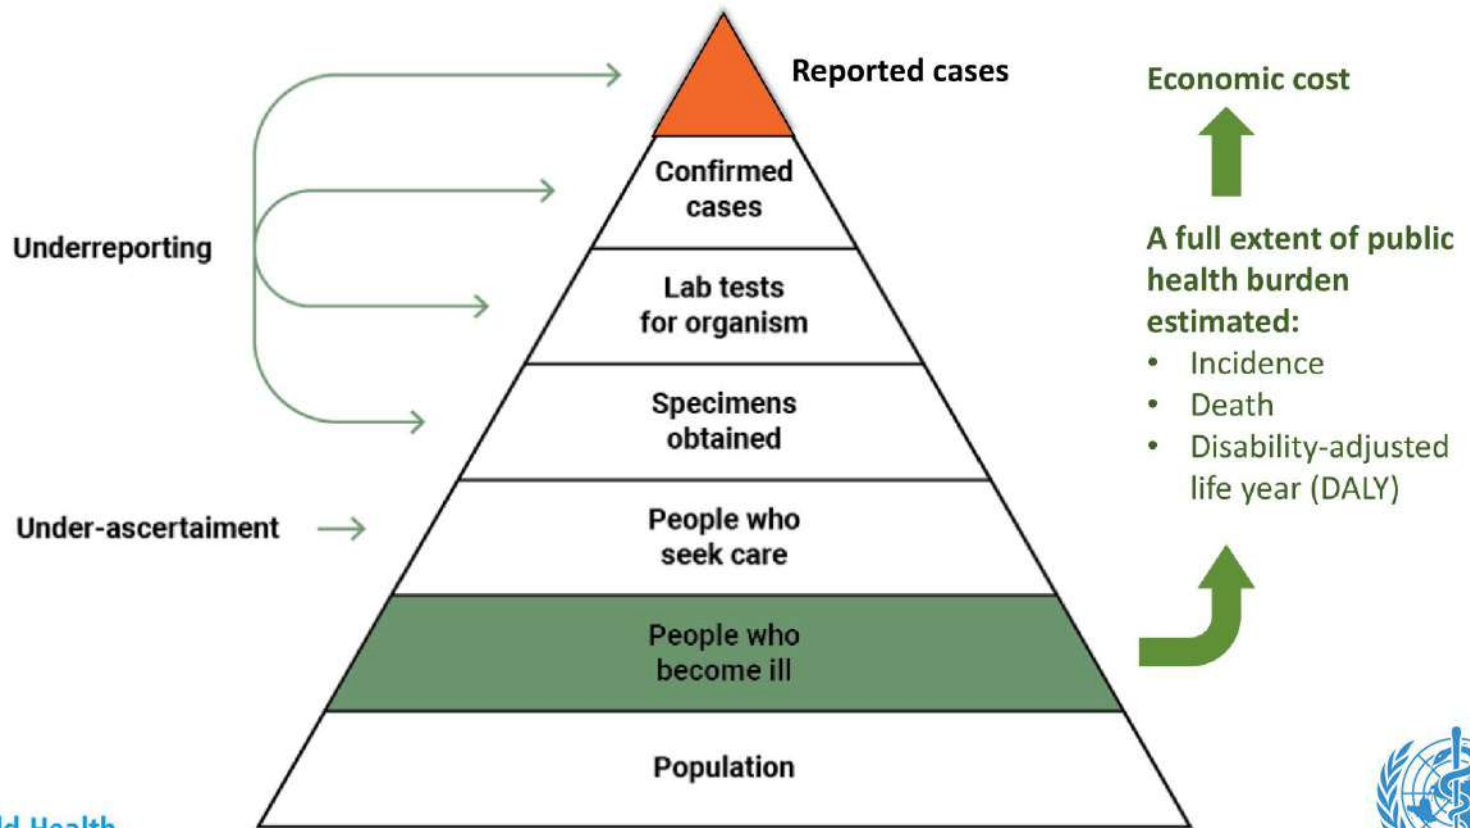 Reported cases
Economic cost
Confirmed
cases
Underreporting
A full extent of public
health burden
estimated:
• Incidence
• Death
• Disability-adjusted
life year (DALY)
Lab tests
for organism
Specimens
obtained
Under-ascertaiment
People who
seek care
People who
become ill
Population